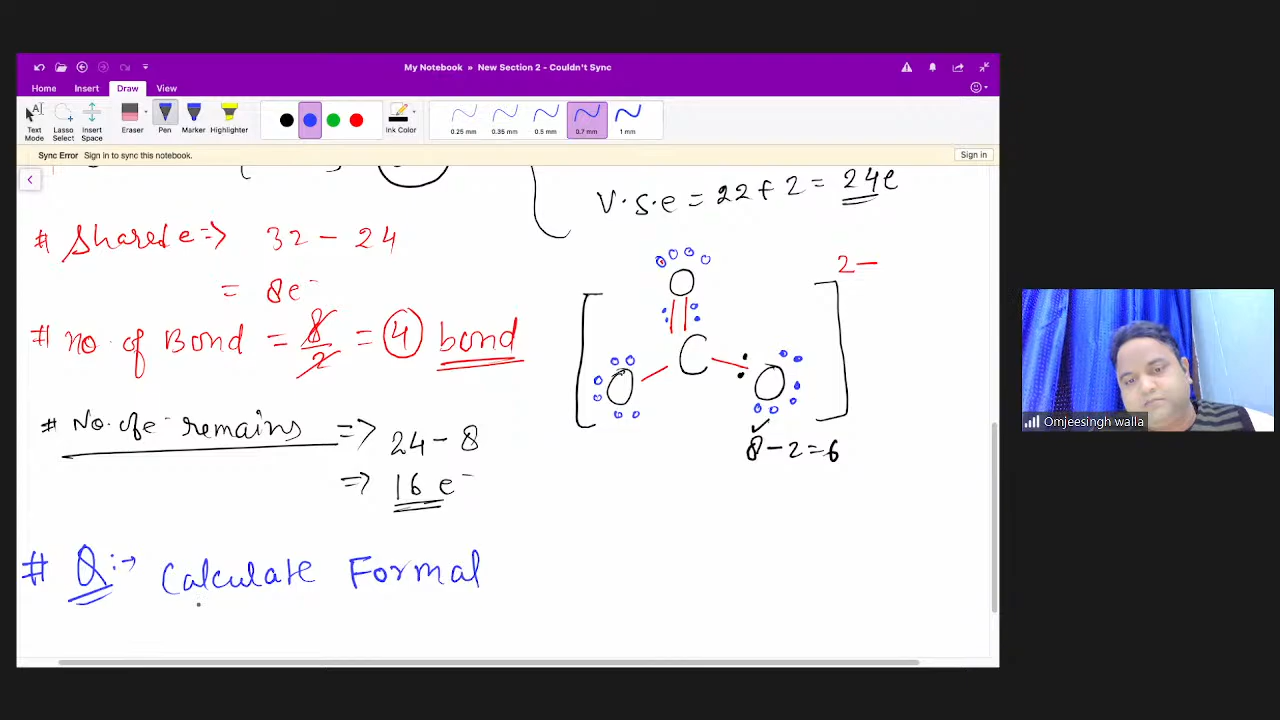 My Notebook » New Section 2 - Couldn't Sync
Home Insert Draw View
Text Mode
Lasso Select
Insert Space
Eraser
Pen
Marker
Highlighter
Ink Color
0.25 mm
0.35 mm
0.5 mm
0.7 mm
1 mm
Sync Error Sign in to sync this notebook.
Sign in
V.S.e = 22+2 = 24e
# Shared e => 32 - 24
= 8e-
# no. of Bond = 8/2 = 4 bond
# No. of e- remains => 24 - 8
=> 16 e-
2-
O
C
O O
8-2=6
# Q:→ Calculate Formal
Omjeesingh walla